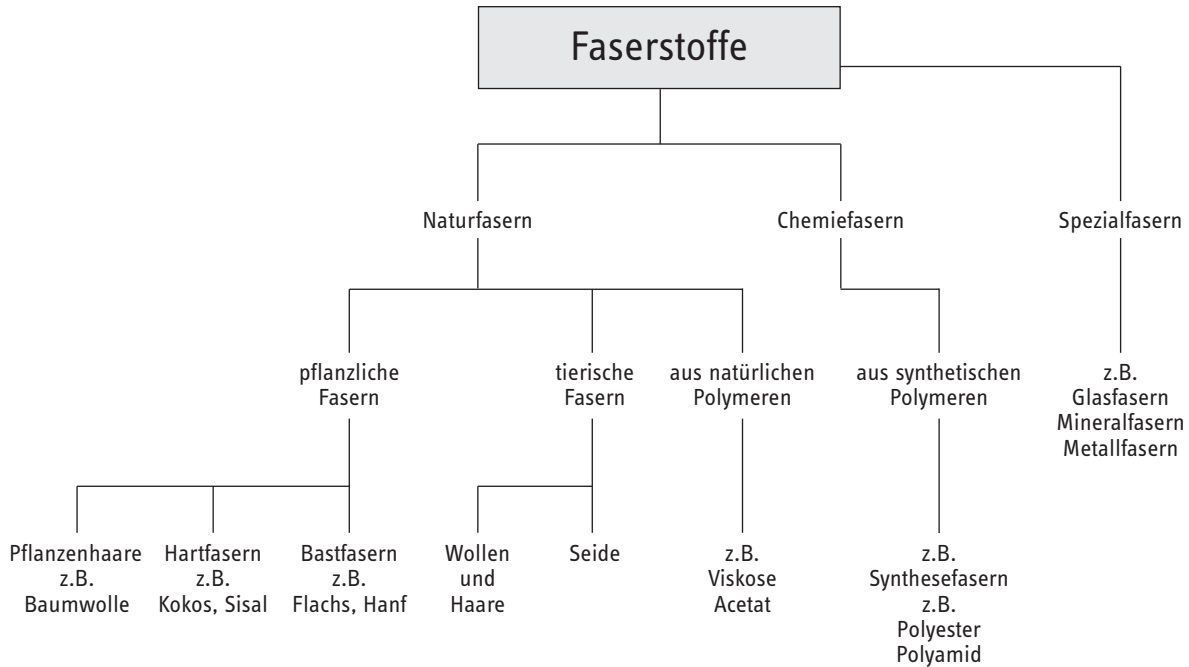 Faserstoffe
Naturfasern
Chemiefasern
Spezialfasern
pflanzliche
Fasern
tierische
Fasern
aus natürlichen
Polymeren
aus synthetischen
Polymeren
z.B.
Glasfasern
Mineralfasern
Metallfasern
Pflanzenhaare
z.B.
Baumwolle
Hartfasern
z.B.
Kokos, Sisal
Bastfasern
z.B.
Flachs, Hanf
Wollen
und
Haare
Seide
z.B.
Viskose
Acetat
z.B.
Synthesefasern
z.B.
Polyester
Polyamid